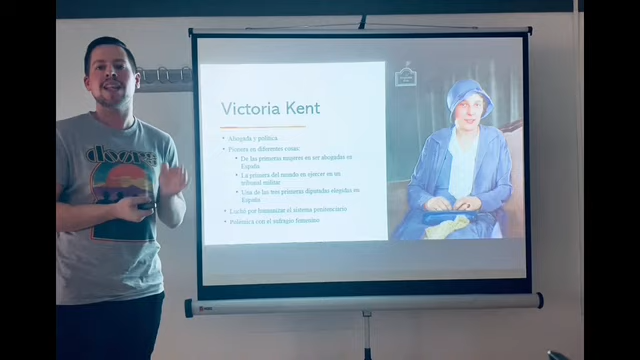 Victoria Kent
• Abogada y política
• Pionera en diferentes zonas:
• De las primeras mujeres en ser abogadas en
España
• La primera del mundo en ejercer en un
tribunal militar
• Una de las tres primeras diputadas elegidas en
España
• Luchó por humanizar el sistema penitenciario
• Polémica con el sufragio femenino
doors